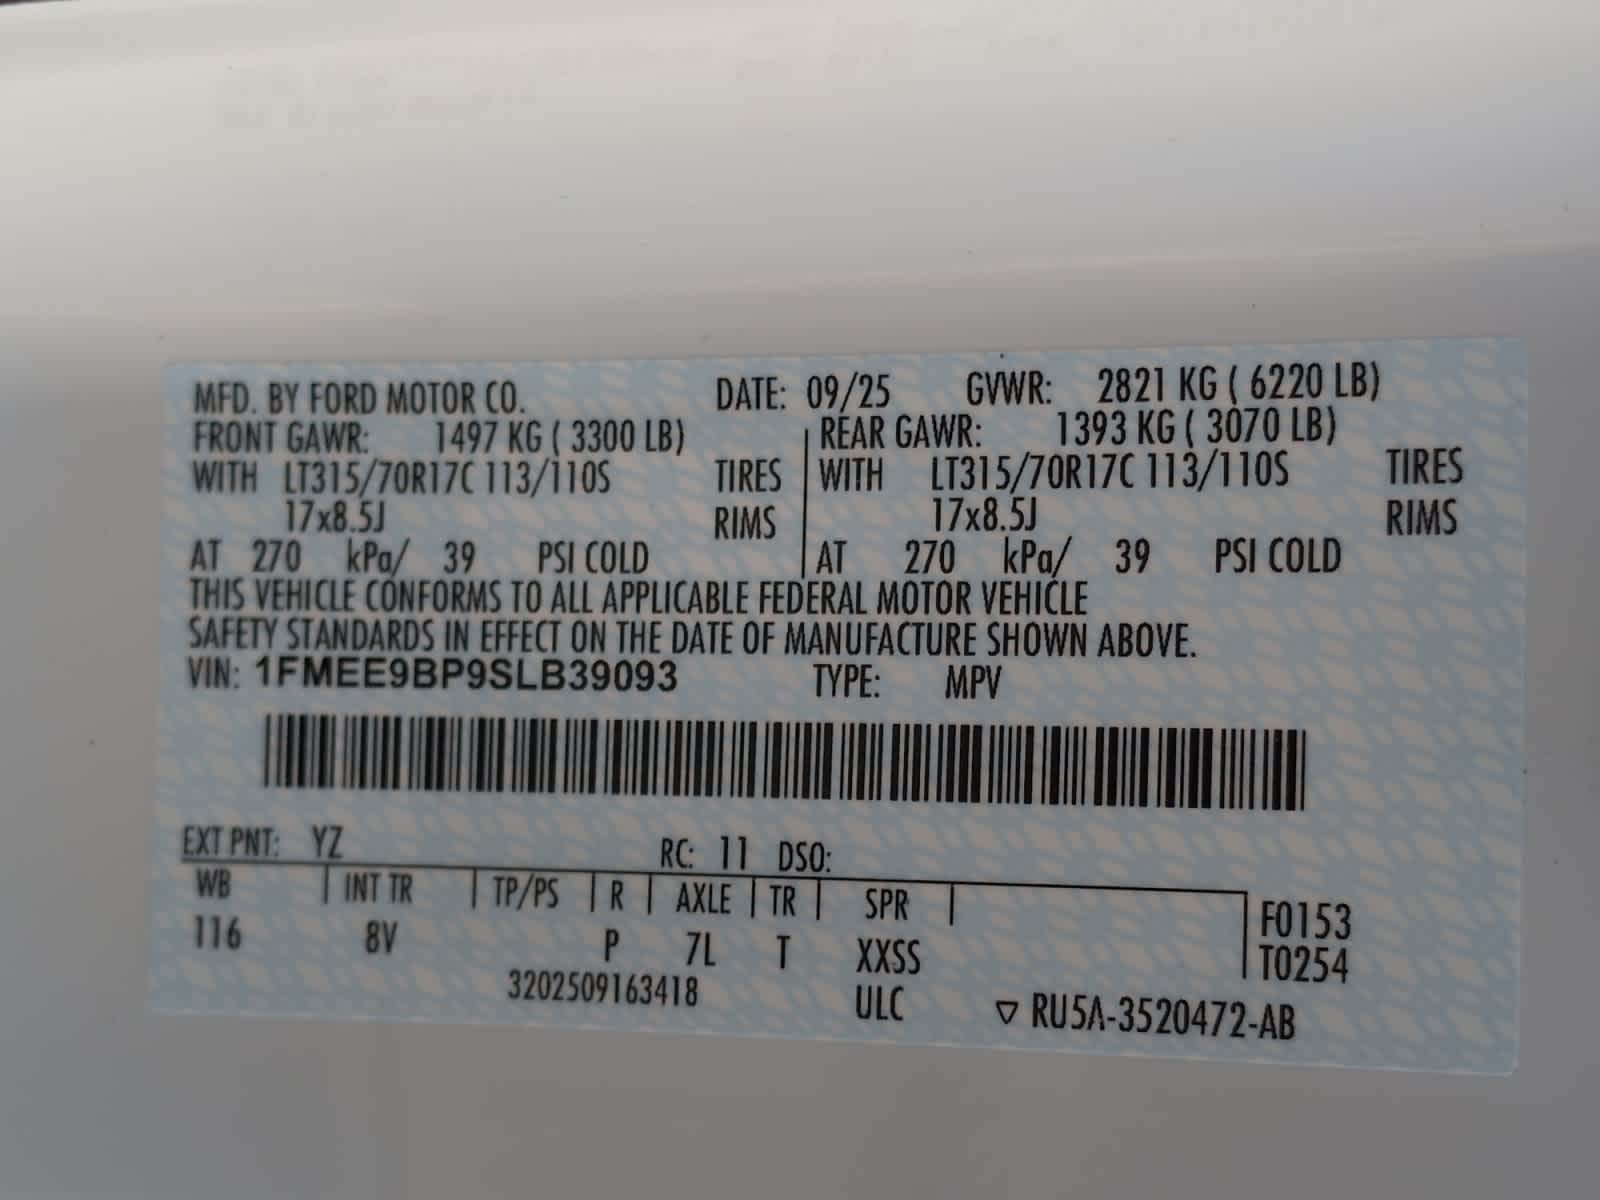 MFD. BY FORD MOTOR CO. DATE: 09/25 GVWR: 2821 KG ( 6220 LB)
FRONT GAWR: 1497 KG ( 3300 LB) REAR GAWR: 1393 KG ( 3070 LB)
WITH LT315/70R17C 113/110S TIRES WITH LT315/70R17C 113/110S TIRES
17x8.5J RIMS 17x8.5J RIMS
AT 270 kPa/ 39 PSI COLD AT 270 kPa/ 39 PSI COLD
THIS VEHICLE CONFORMS TO ALL APPLICABLE FEDERAL MOTOR VEHICLE
SAFETY STANDARDS IN EFFECT ON THE DATE OF MANUFACTURE SHOWN ABOVE.
VIN: 1FMEE9BP9SLB39093 TYPE: MPV
EXT PNT: YZ RC: 11 DSO:
WB INT TR TP/PS R AXLE TR SPR F0153
116 8V P 7L T XXSS T0254
3202509163418 ULC ▽ RU5A-3520472-AB